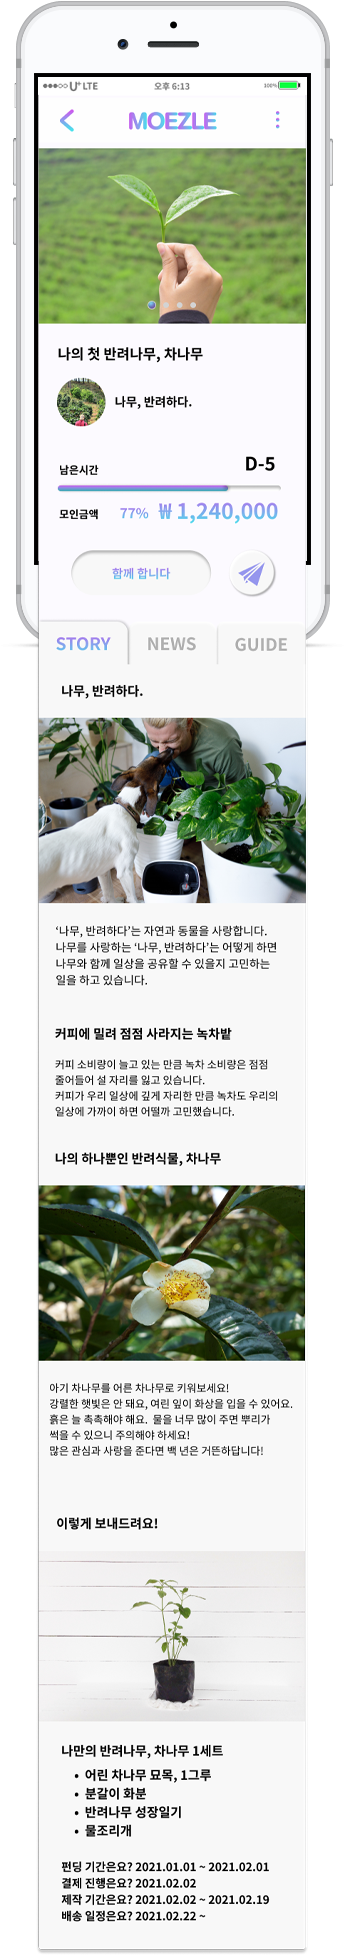 U+ LTE 오후 6:13 100%
MOEZLE
나의 첫 반려나무, 차나무
나무, 반려하다.
남은시간 D-5
모인금액 77% ₩ 1,240,000
함께 합니다
STORY NEWS GUIDE
나무, 반려하다.
‘나무, 반려하다’는 자연과 동물을 사랑합니다.
나무를 사랑하는 ‘나무, 반려하다’는 어떻게 하면
나무와 함께 일상을 공유할 수 있을지 고민하는
일을 하고 있습니다.
커피에 밀려 점점 사라지는 녹차밭
커피 소비량이 늘고 있는 만큼 녹차 소비량은 점점
줄어들어 설 자리를 잃고 있습니다.
커피가 우리 일상에 깊게 자리한 만큼 녹차도 우리의
일상에 가까이 하면 어떨까 고민했습니다.
나의 하나뿐인 반려식물, 차나무
아기 차나무를 어른 차나무로 키워보세요!
강렬한 햇빛은 안 돼요, 여린 잎이 화상을 입을 수 있어요.
흙은 늘 촉촉해야 해요. 물을 너무 많이 주면 뿌리가
썩을 수 있으니 주의해야 하세요!
많은 관심과 사랑을 준다면 백 년은 거뜬하답니다!
이렇게 보내드려요!
나만의 반려나무, 차나무 1세트
• 어린 차나무 묘목, 1그루
• 분갈이 화분
• 반려나무 성장일기
• 물조리개
펀딩 기간은요? 2021.01.01 ~ 2021.02.01
결제 진행은요? 2021.02.02
제작 기간은요? 2021.02.02 ~ 2021.02.19
배송 일정은요? 2021.02.22 ~